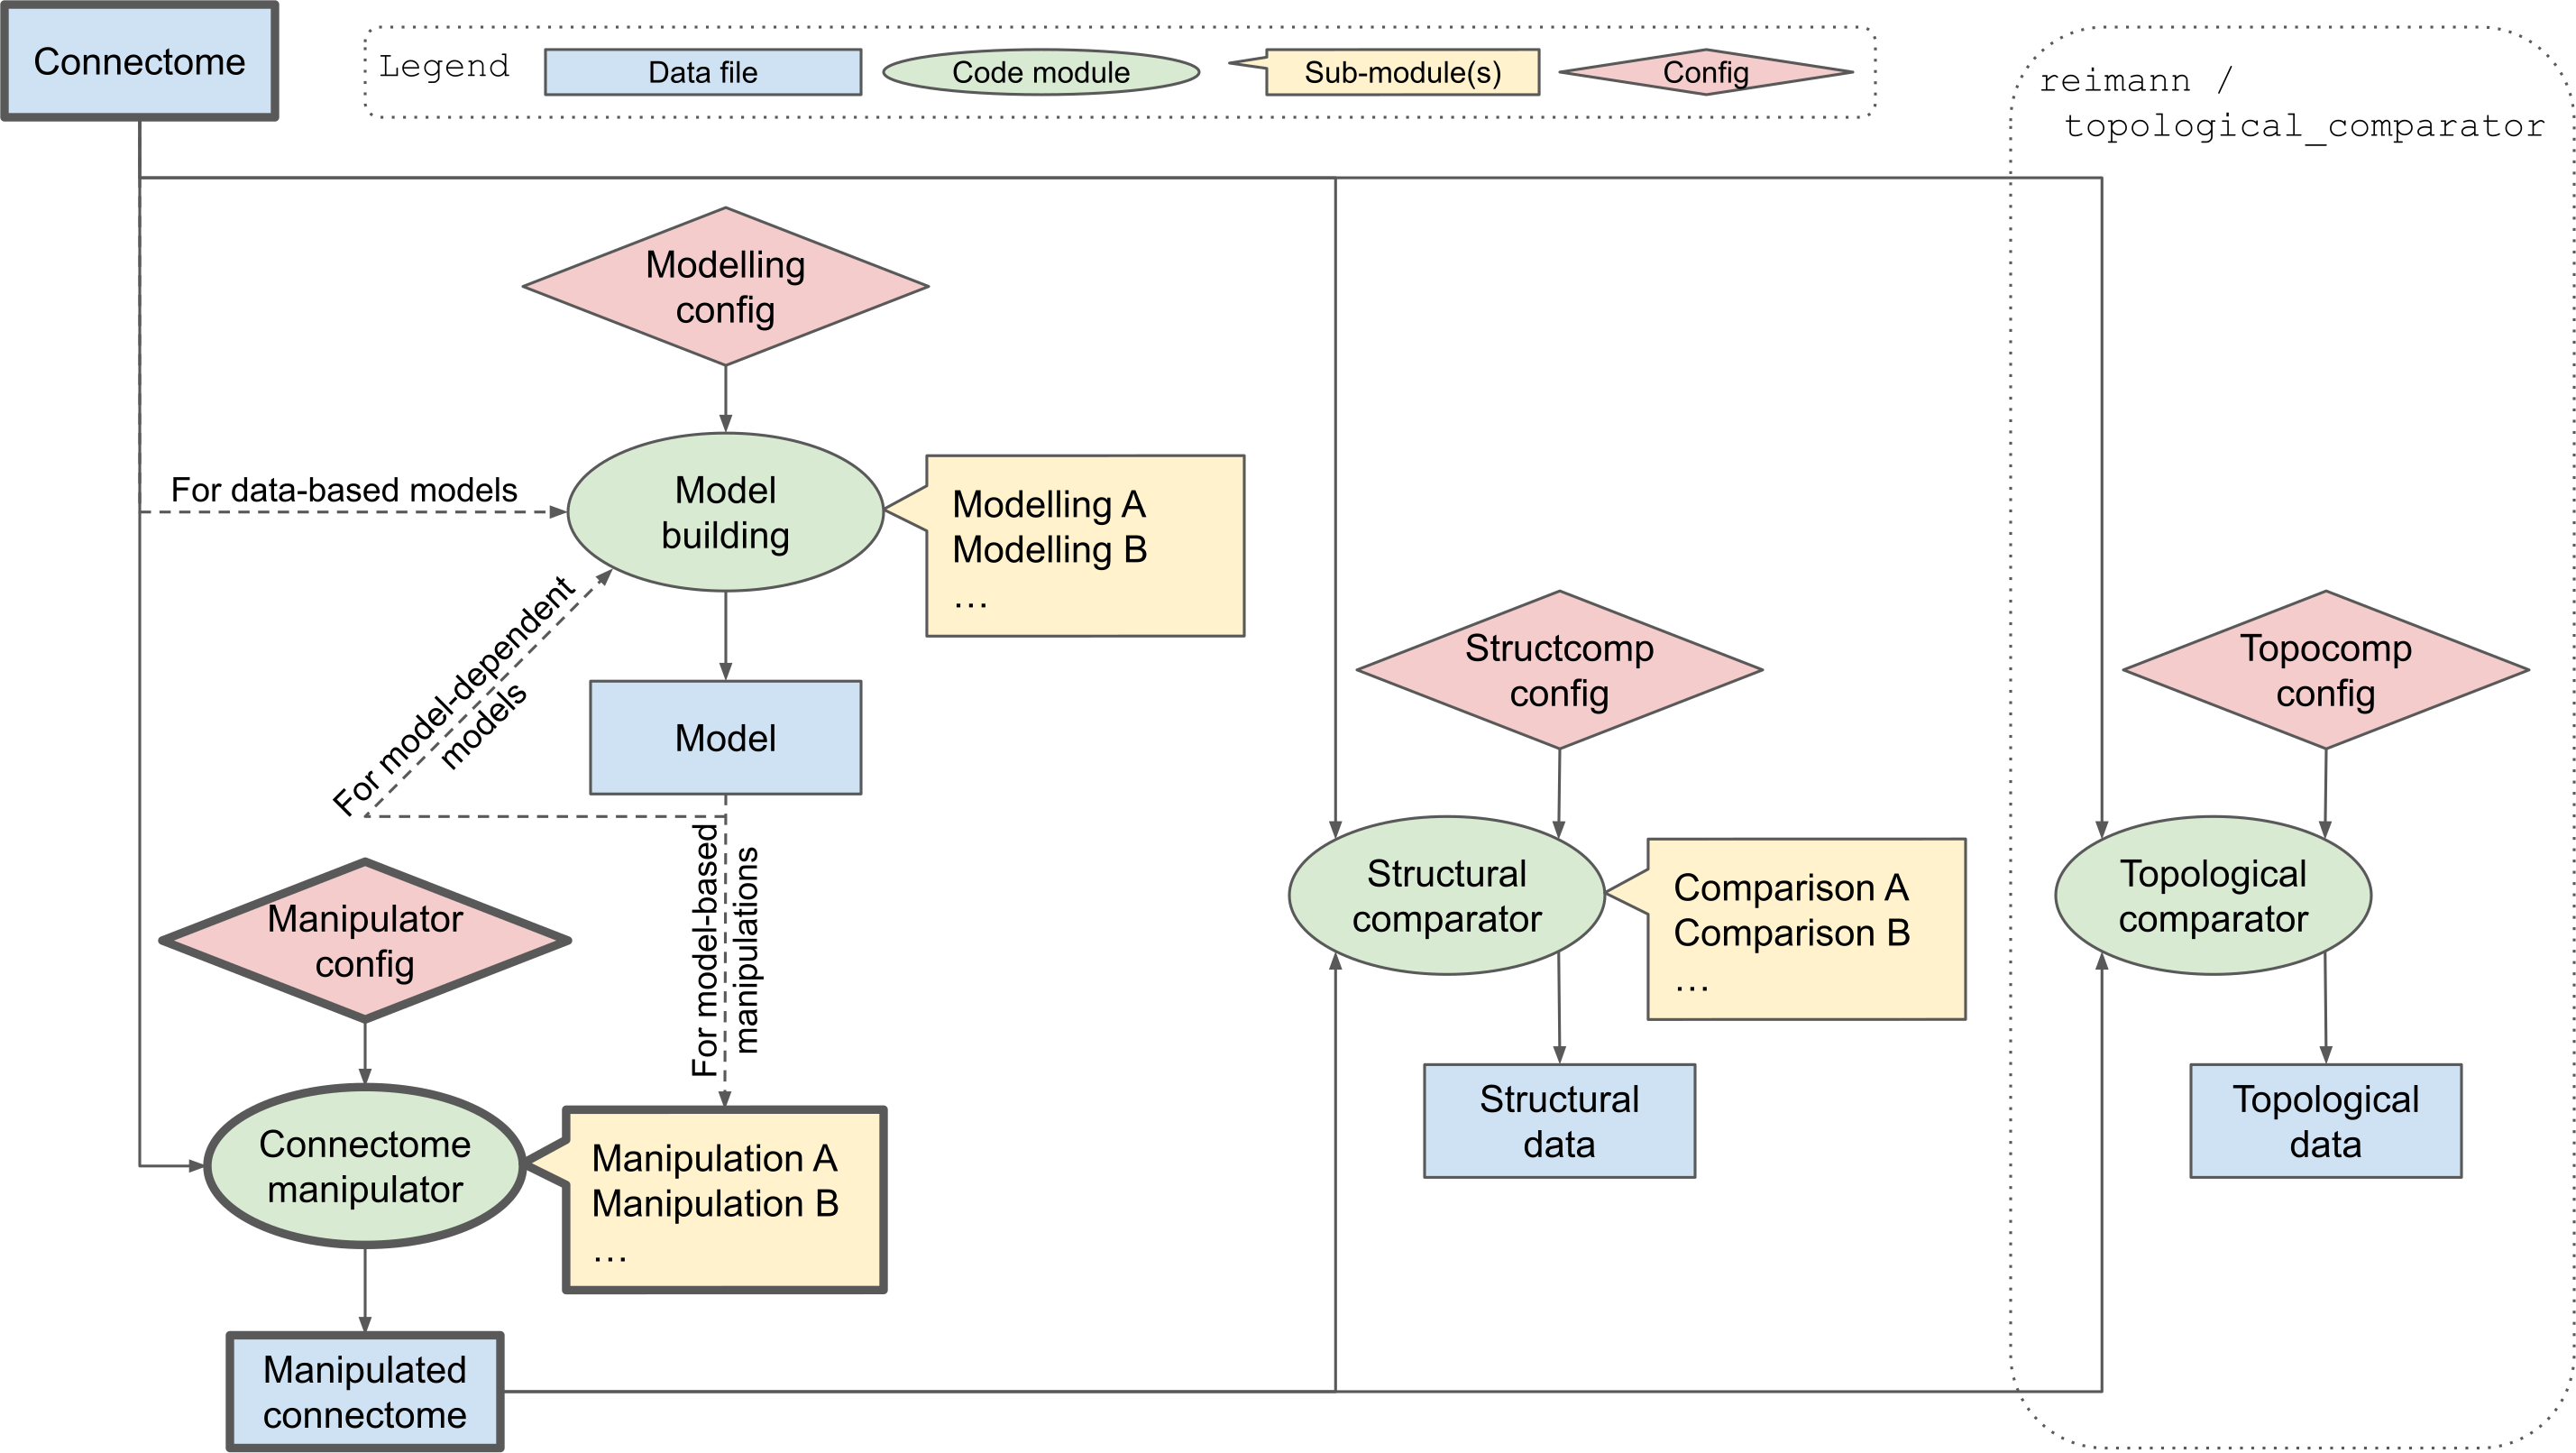 Connectome
Legend
Data file
Code module
Sub-module(s)
Config
reimann /
topological_comparator
Modelling
config
For data-based models
Model
building
Modelling A
Modelling B
...
For model-dependent
models
Model
Structcomp
config
Topocomp
config
For model-based
manipulations
Manipulator
config
Structural
comparator
Comparison A
Comparison B
...
Topological
comparator
Connectome
manipulator
Manipulation A
Manipulation B
...
Structural
data
Topological
data
Manipulated
connectome